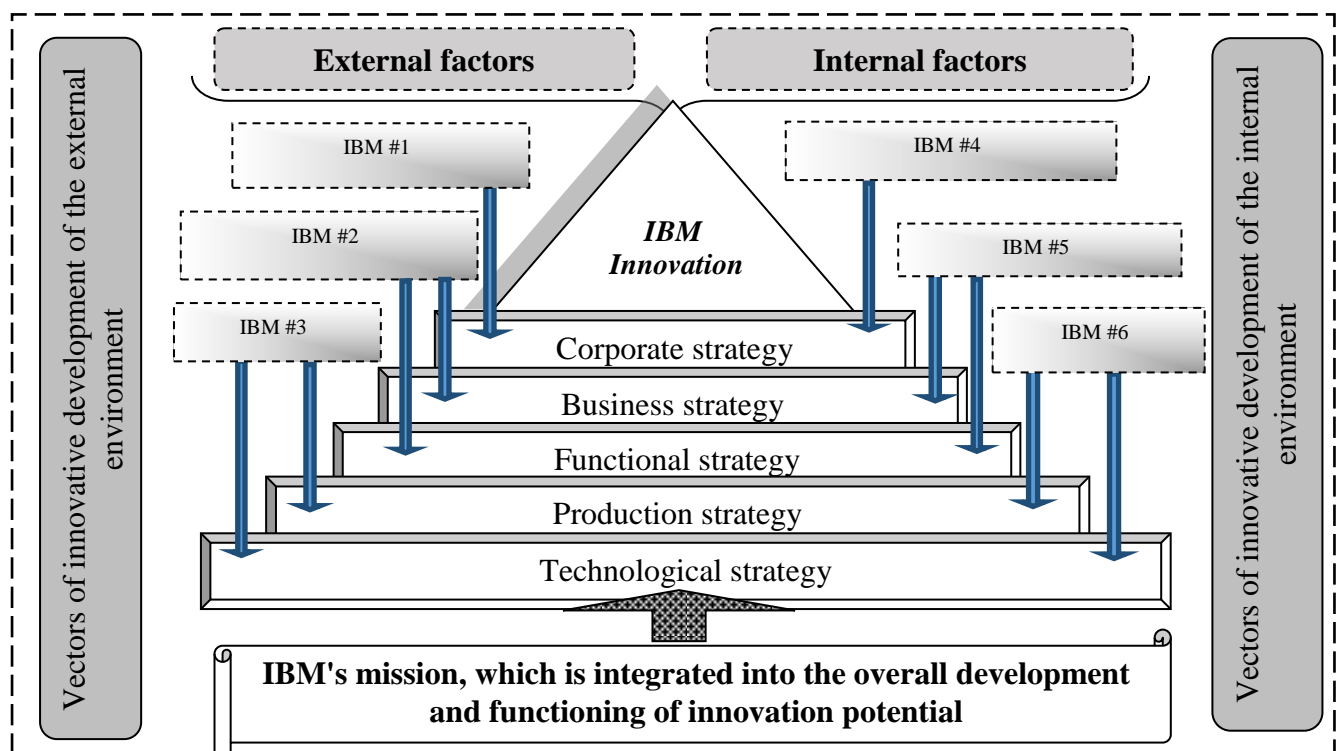 External factors
Internal factors
Vectors of innovative development of the external
environment
IBM #1
IBM #2
IBM #3
IBM
Innovation
IBM #4
IBM #5
IBM #6
Corporate strategy
Business strategy
Functional strategy
Production strategy
Technological strategy
IBM's mission, which is integrated into the overall development
and functioning of innovation potential
Vectors of innovative development of the internal
environment